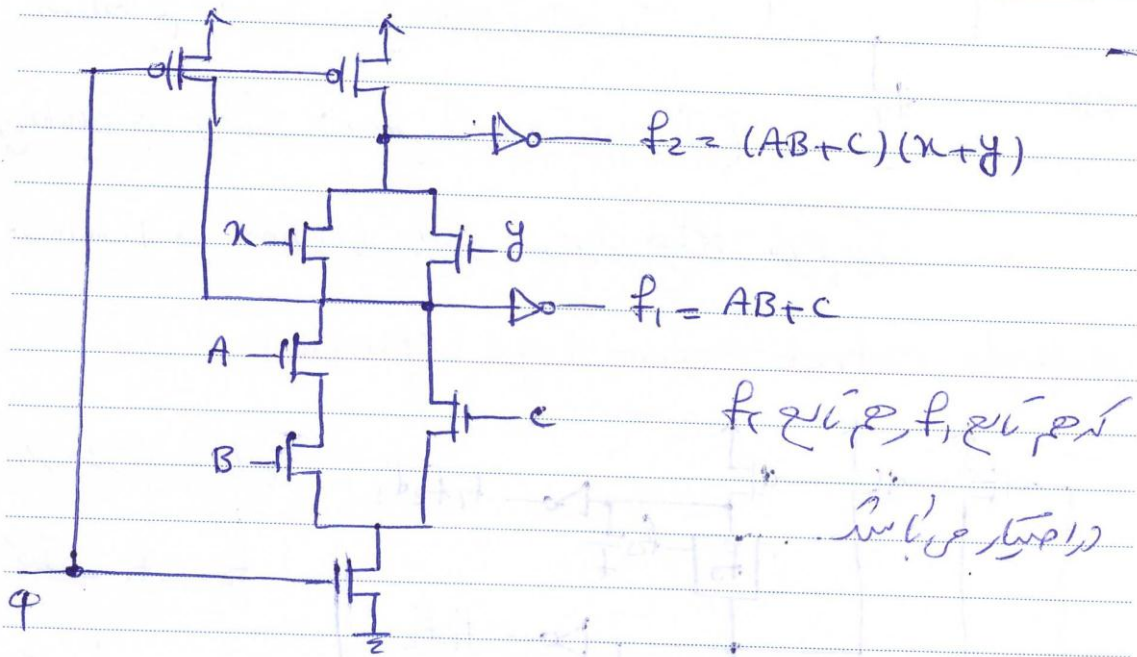 f₂ = (AB+C)(x+y)
x
y
f₁ = AB+C
A
C
که هم تابع f₁ و هم تابع f₂
B
در اختیار می باشد
φ